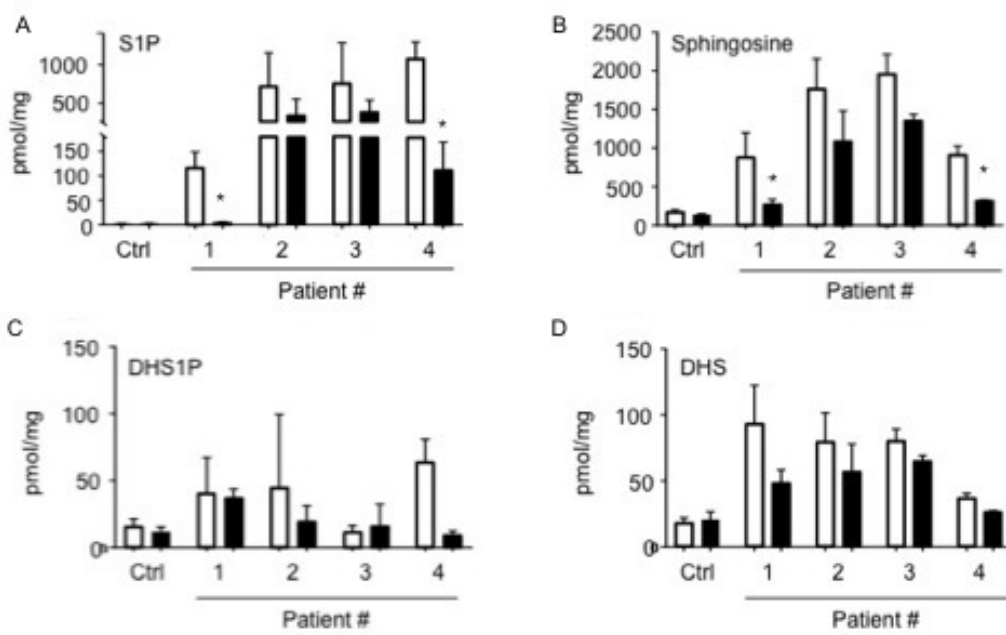 A
S1P
pmol/mg
1000
500
150
100
50
0
*
*
Ctrl 1 2 3 4
Patient #
B
Sphingosine
pmol/mg
2500
2000
1500
1000
500
0
*
*
Ctrl 1 2 3 4
Patient #
C
DHS1P
pmol/mg
150
100
50
0
Ctrl 1 2 3 4
Patient #
D
DHS
pmol/mg
150
100
50
0
Ctrl 1 2 3 4
Patient #